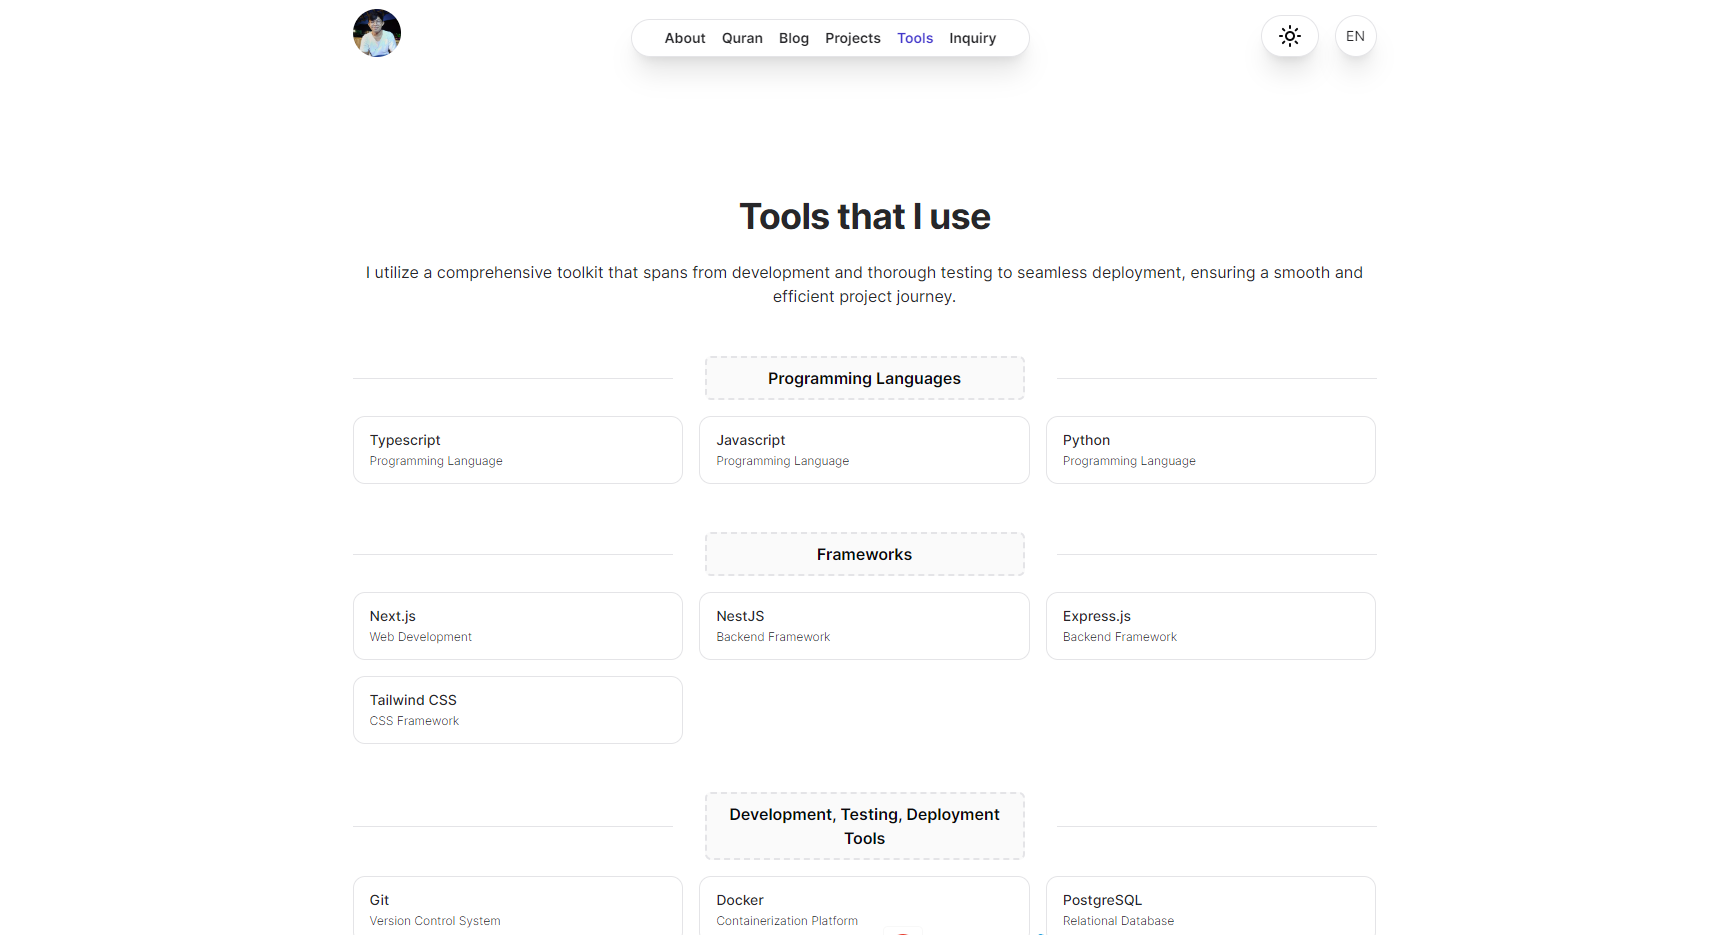 About Quran Blog Projects Tools Inquiry
EN
Tools that I use
I utilize a comprehensive toolkit that spans from development and thorough testing to seamless deployment, ensuring a smooth and
efficient project journey.
Programming Languages
Typescript
Programming Language
Javascript
Programming Language
Python
Programming Language
Frameworks
Next.js
Web Development
NestJS
Backend Framework
Express.js
Backend Framework
Tailwind CSS
CSS Framework
Development, Testing, Deployment
Tools
Git
Version Control System
Docker
Containerization Platform
PostgreSQL
Relational Database